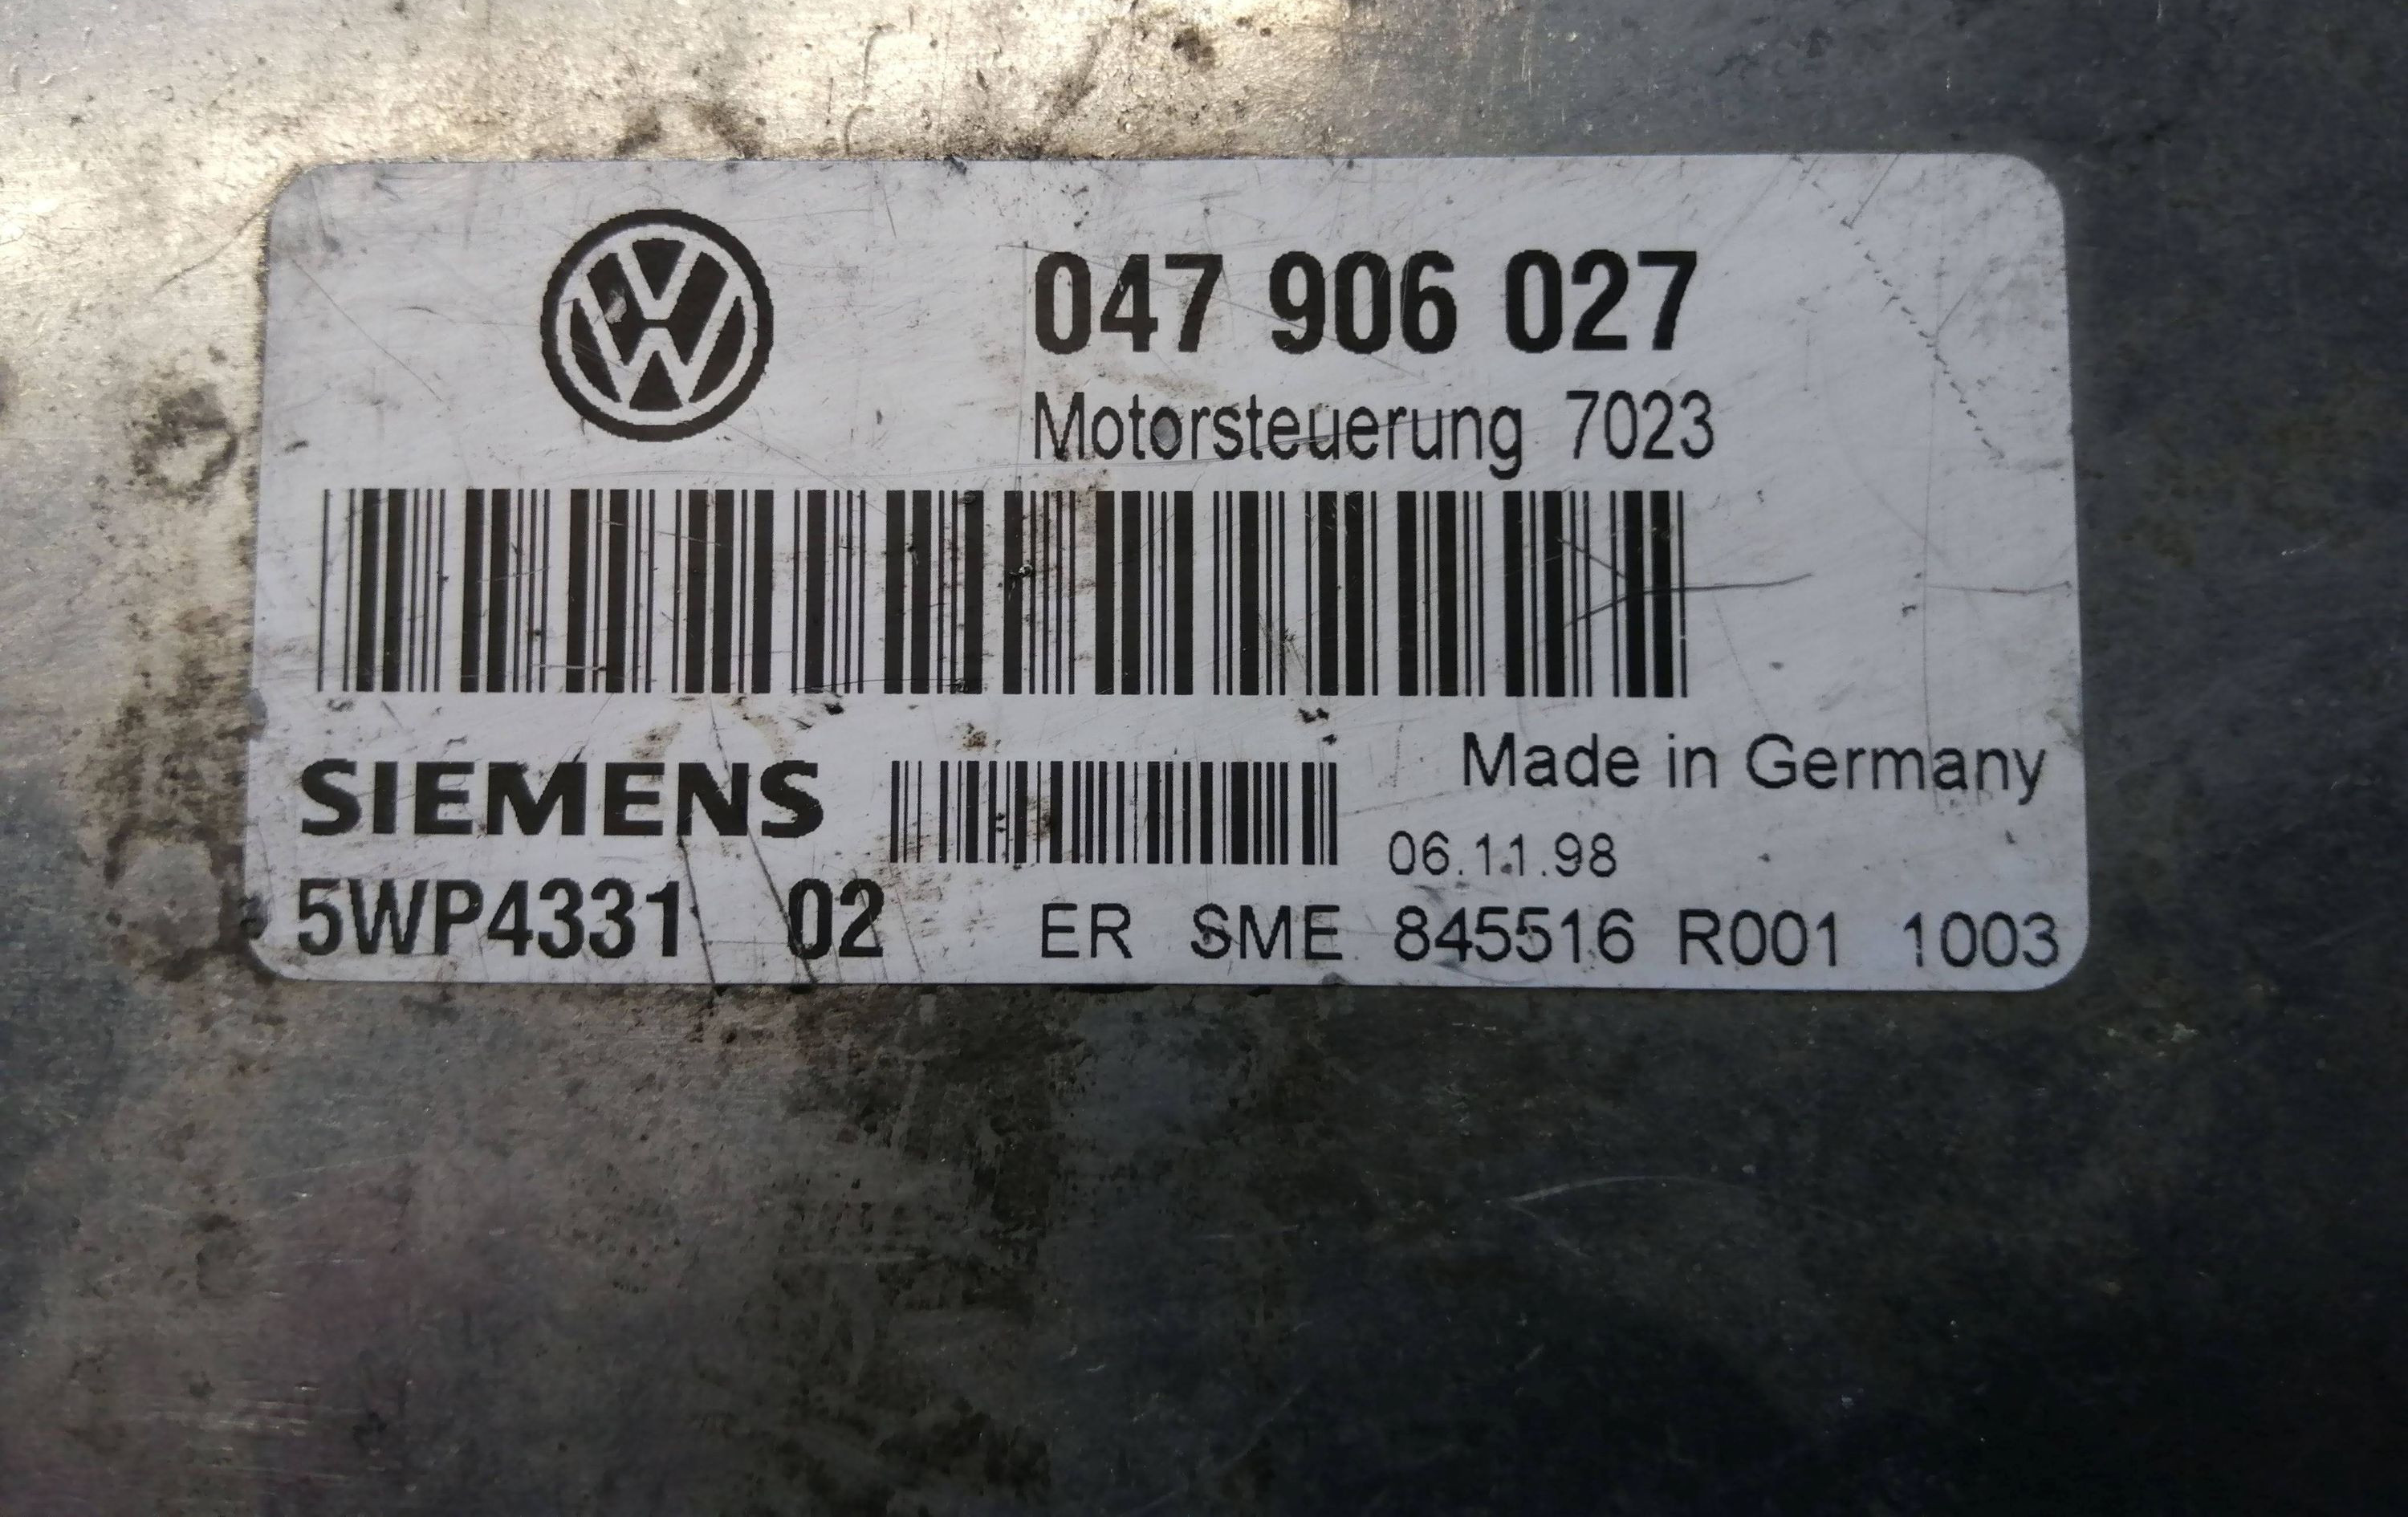 047 906 027
Motorsteuerung 7023
SIEMENS
Made in Germany
06.11.98
5WP4331 02 ER SME 845516 R001 1003